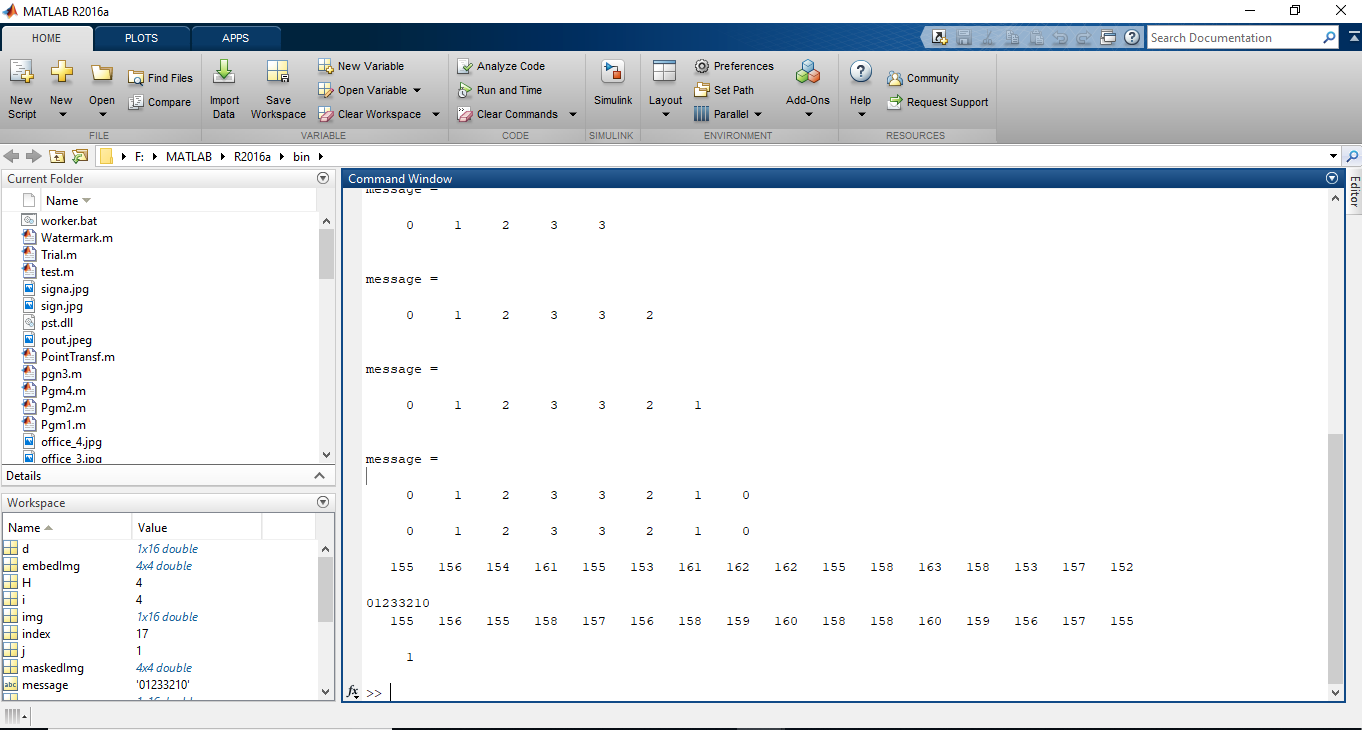 MATLAB R2016a
HOME PLOTS APPS
Search Documentation
New Script
New
Open
Find Files
Compare
Import Data
Save Workspace
New Variable
Open Variable
Clear Workspace
Analyze Code
Run and Time
Clear Commands
Simulink
Layout
Preferences
Set Path
Parallel
Add-Ons
Help
Community
Request Support
FILE VARIABLE CODE SIMULINK ENVIRONMENT RESOURCES
F: MATLAB R2016a bin
Current Folder
Name
worker.bat
Watermark.m
Trial.m
test.m
signa.jpg
sign.jpg
pst.dll
pout.jpeg
PointTransf.m
pgn3.m
Pgm4.m
Pgm2.m
Pgm1.m
office_4.jpg
office_3.jpg
Details
Workspace
Name Value
d 1x16 double
embedImg 4x4 double
H 4
i 4
img 1x16 double
index 17
j 1
maskedImg 4x4 double
abc message '01233210'
Command Window
message =
0 1 2 3 3
message =
0 1 2 3 3 2
message =
0 1 2 3 3 2 1
message =
0 1 2 3 3 2 1 0
0 1 2 3 3 2 1 0
155 156 154 161 155 153 161 162 162 155 158 163 158 153 157 152
01233210
155 156 155 158 157 156 158 159 160 158 158 160 159 156 157 155
1
fx >>
Editor